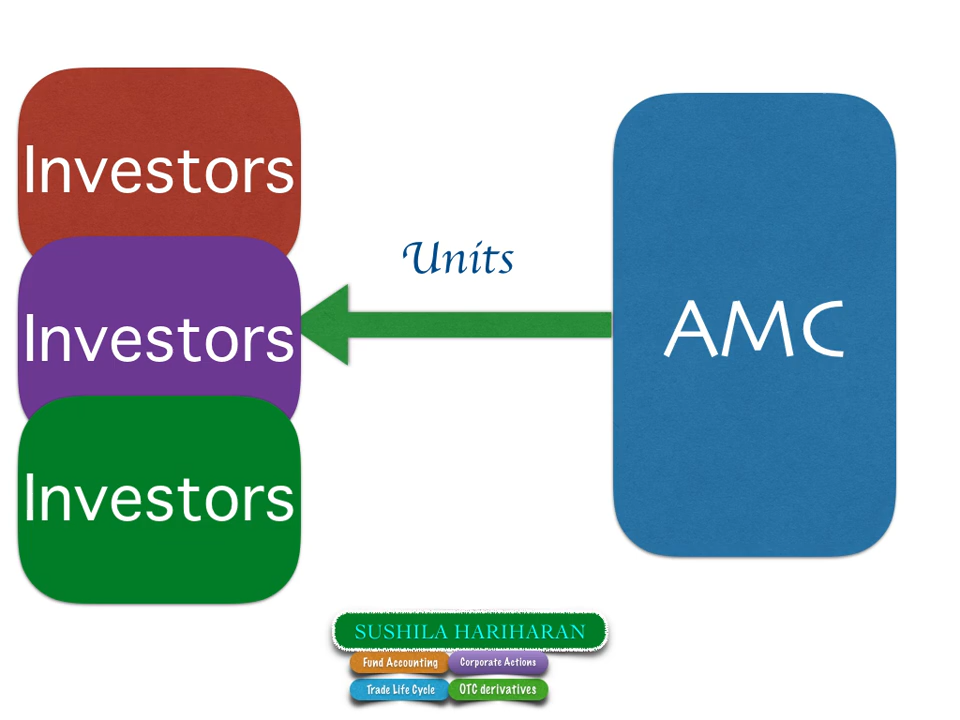 Investors
Investors
Investors
Units
AMC
SUSHILA HARIHARAN
Fund Accounting
Corporate Actions
Trade Life Cycle
OTC derivatives